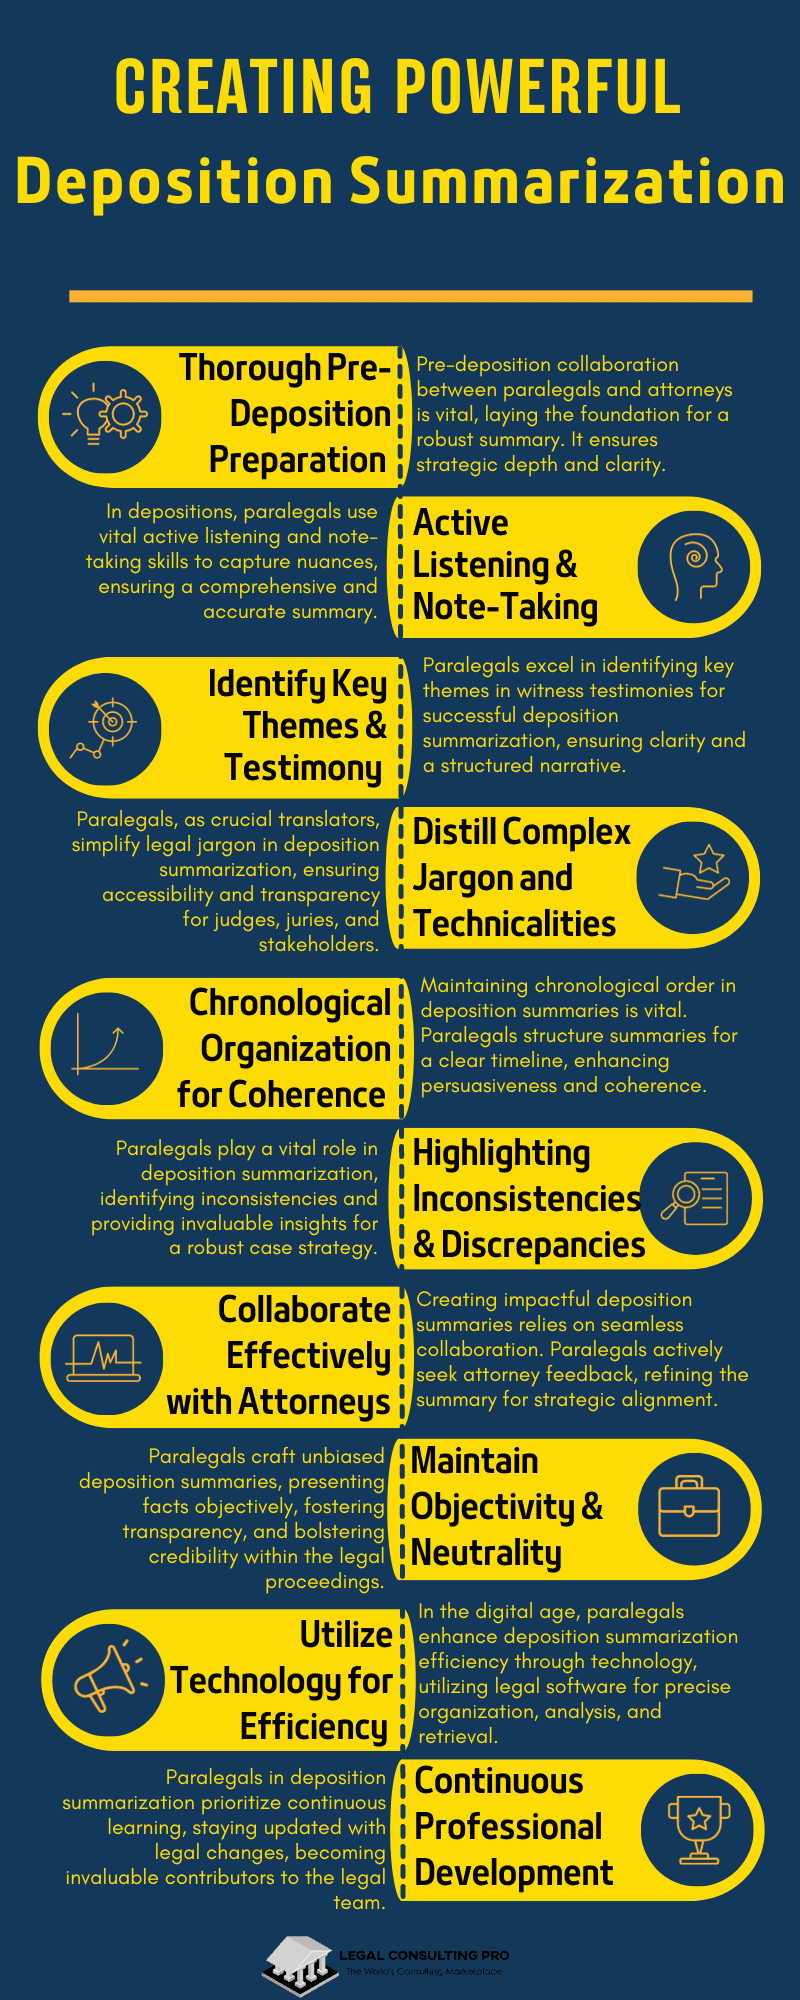 CREATING POWERFUL
Deposition Summarization
Thorough Pre-
Deposition
Preparation
Pre-deposition collaboration
between paralegals and attorneys
is vital, laying the foundation for a
robust summary. It ensures
strategic depth and clarity.
In depositions, paralegals use
vital active listening and note-
taking skills to capture nuances,
ensuring a comprehensive and
accurate summary.
Active
Listening &
Note-Taking
Identify Key
Themes &
Testimony
Paralegals excel in identifying key
themes in witness testimonies for
successful deposition
summarization, ensuring clarity and
a structured narrative.
Paralegals, as crucial translators,
simplify legal jargon in deposition
summarization, ensuring
accessibility and transparency
for judges, juries, and
stakeholders.
Distill Complex
Jargon and
Technicalities
Chronological
Organization
for Coherence
Maintaining chronological order in
deposition summaries is vital.
Paralegals structure summaries for
a clear timeline, enhancing
persuasiveness and coherence.
Paralegals play a vital role in
deposition summarization,
identifying inconsistencies and
providing invaluable insights for
a robust case strategy.
Highlighting
Inconsistencies
& Discrepancies
Collaborate
Effectively
with Attorneys
Creating impactful deposition
summaries relies on seamless
collaboration. Paralegals actively
seek attorney feedback, refining the
summary for strategic alignment.
Paralegals craft unbiased
deposition summaries, presenting
facts objectively, fostering
transparency, and bolstering
credibility within the legal
proceedings.
Maintain
Objectivity &
Neutrality
Utilize
Technology for
Efficiency
In the digital age, paralegals
enhance deposition summarization
efficiency through technology,
utilizing legal software for precise
organization, analysis, and
retrieval.
Paralegals in deposition
summarization prioritize continuous
learning, staying updated with
legal changes, becoming
invaluable contributors to the legal
team.
Continuous
Professional
Development
LEGAL CONSULTING PRO
The World's Consulting Marketplace